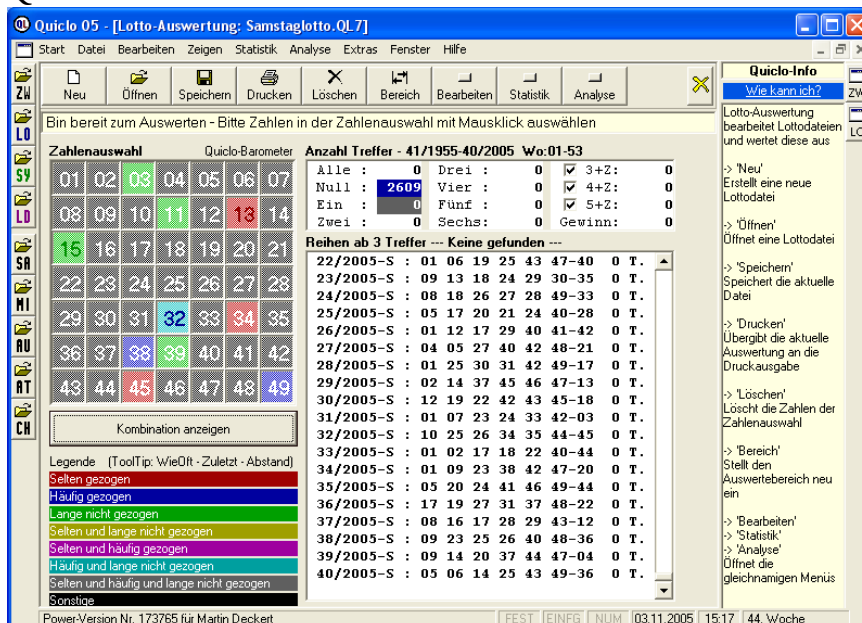 Quiclo 05 - [Lotto-Auswertung: Samstaglotto.QL7]
Start Datei Bearbeiten Zeigen Statistik Analyse Extras Fenster Hilfe
ZW
LO
SY
LD
SR
MI
AU
AT
CH
Neu Öffnen Speichern Drucken Löschen Bereich Bearbeiten Statistik Analyse
Bin bereit zum Auswerten - Bitte Zahlen in der Zahlenauswahl mit Mausklick auswählen
Zahlenauswahl Quiclo-Barometer
01 02 03 04 05 06 07
08 09 10 11 12 13 14
15 16 17 18 19 20 21
22 23 24 25 26 27 28
29 30 31 32 33 34 35
36 37 38 39 40 41 42
43 44 45 46 47 48 49
Kombination anzeigen
Legende (ToolTip: WieOft - Zuletzt - Abstand)
Selten gezogen
Häufig gezogen
Lange nicht gezogen
Selten und lange nicht gezogen
Selten und häufig gezogen
Häufig und lange nicht gezogen
Selten und häufig und lange nicht gezogen
Sonstige
Anzahl Treffer - 41/1955-40/2005 Wo:01-53
Alle : 0 Drei : 0 3+Z: 0
Null : 2609 Vier : 0 4+Z: 0
Ein : 0 Fünf : 0 5+Z: 0
Zwei : 0 Sechs: 0 Gewinn: 0
Reihen ab 3 Treffer --- Keine gefunden ---
22/2005-S : 01 06 19 25 43 47-40 0 T.
23/2005-S : 09 13 18 24 29 30-35 0 T.
24/2005-S : 08 18 26 27 28 49-33 0 T.
25/2005-S : 05 17 20 21 24 40-28 0 T.
26/2005-S : 01 12 17 29 40 41-42 0 T.
27/2005-S : 04 05 27 40 42 48-21 0 T.
28/2005-S : 01 25 30 31 42 49-17 0 T.
29/2005-S : 02 14 37 45 46 47-13 0 T.
30/2005-S : 12 19 22 42 43 45-18 0 T.
31/2005-S : 01 07 23 24 33 42-03 0 T.
32/2005-S : 10 25 26 34 35 44-45 0 T.
33/2005-S : 01 02 17 18 22 40-44 0 T.
34/2005-S : 01 09 23 38 42 47-20 0 T.
35/2005-S : 05 20 24 41 46 49-44 0 T.
36/2005-S : 17 19 27 31 37 48-22 0 T.
37/2005-S : 08 16 17 28 29 43-12 0 T.
38/2005-S : 09 23 25 26 40 48-36 0 T.
39/2005-S : 09 14 20 37 44 47-04 0 T.
40/2005-S : 05 06 14 25 43 49-36 0 T.
Quiclo-Info
Wie kann ich?
Lotto-Auswertung
bearbeitet Lottodateien
und wertet diese aus
-> 'Neu'
Erstellt eine neue
Lottodatei
-> 'Öffnen'
Öffnet eine Lottodatei
-> 'Speichern'
Speichert die aktuelle
Datei
-> 'Drucken'
Übergibt die aktuelle
Auswertung an die
Druckausgabe
-> 'Löschen'
Löscht die Zahlen der
Zahlenauswahl
-> 'Bereich'
Stellt den
Auswertebereich neu
ein
-> 'Bearbeiten'
-> 'Statistik'
-> 'Analyse'
Öffnet die
gleichnamigen Menüs
Power-Version Nr. 173765 für Martin Deckert FEST EINFG NUM 03.11.2005 15:17 44. Woche